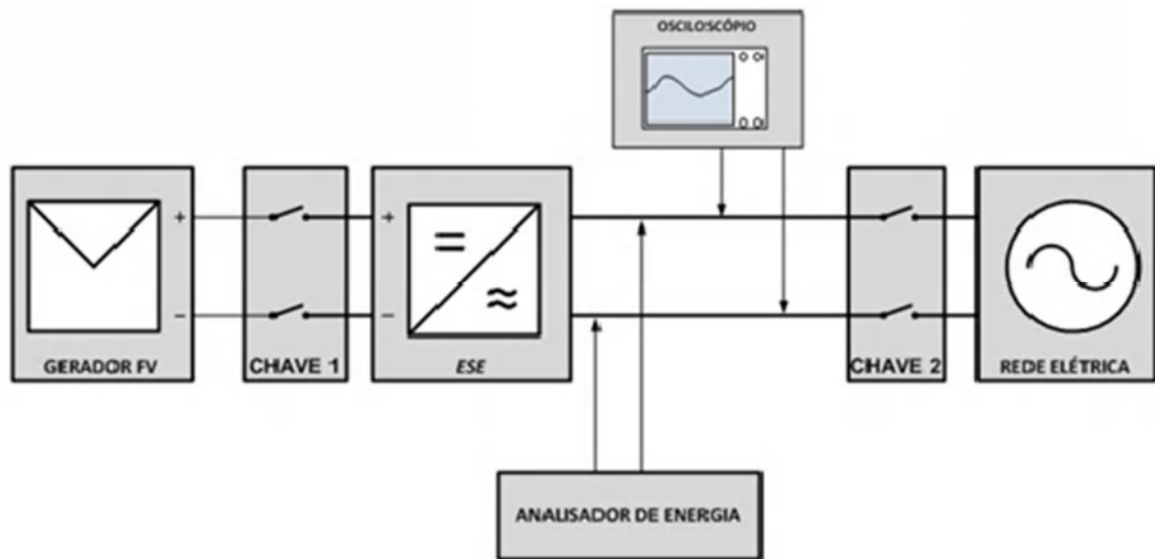 OSCILOSCÓPIO
+
+
GERADOR FV
CHAVE 1
ESE
CHAVE 2
REDE ELÉTRICA
ANALISADOR DE ENERGIA